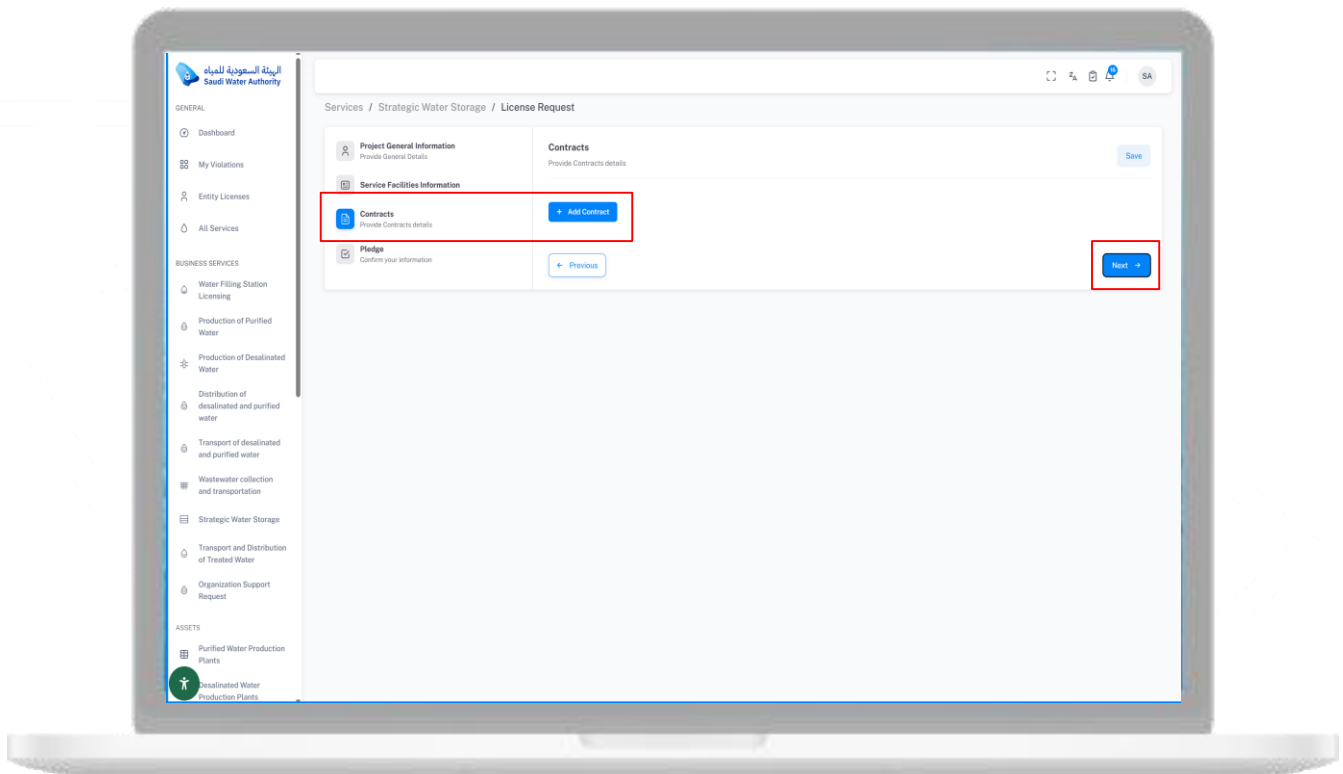 الهيئة السعودية للمياه
Saudi Water Authority
GENERAL
Dashboard
My Violations
Entity Licenses
All Services
BUSINESS SERVICES
Water Filling Station
Licensing
Production of Purified
Water
Production of Desalinated
Water
Distribution of
desalinated and purified
water
Transport of desalinated
and purified water
Wastewater collection
and transportation
Strategic Water Storage
Transport and Distribution
of Treated Water
Organization Support
Request
ASSETS
Purified Water Production
Plants
Desalinated Water
Production Plants
SA
Services / Strategic Water Storage / License Request
Project General Information
Provide General Details
Service Facilities Information
Contracts
Provide Contracts details
Pledge
Confirm your information
Contracts
Provide Contracts details
Save
+ Add Contract
← Previous
Next →